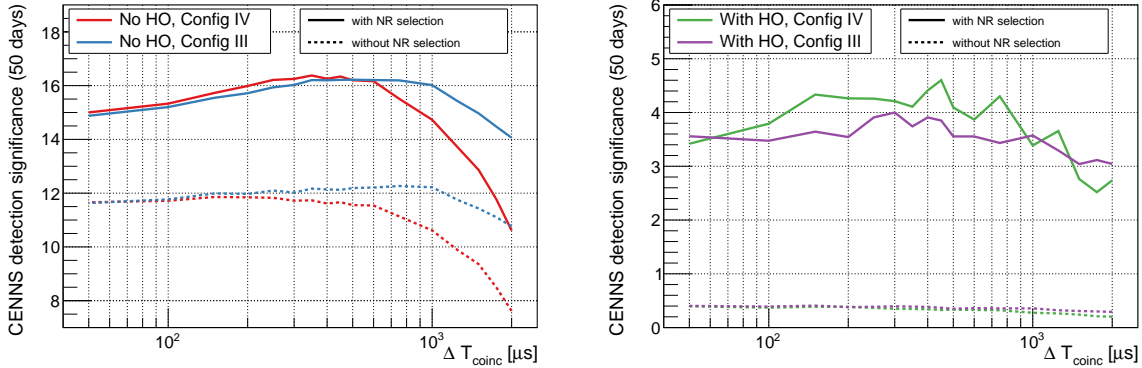 CENNS detection significance (50 days)
18
16
14
12
10
8
No HO, Config IV
No HO, Config III
with NR selection
without NR selection
10²
10³
Δ T_coinc [μs]
CENNS detection significance (50 days)
6
5
4
3
2
1
0
With HO, Config IV
With HO, Config III
with NR selection
without NR selection
10²
10³
Δ T_coinc [μs]